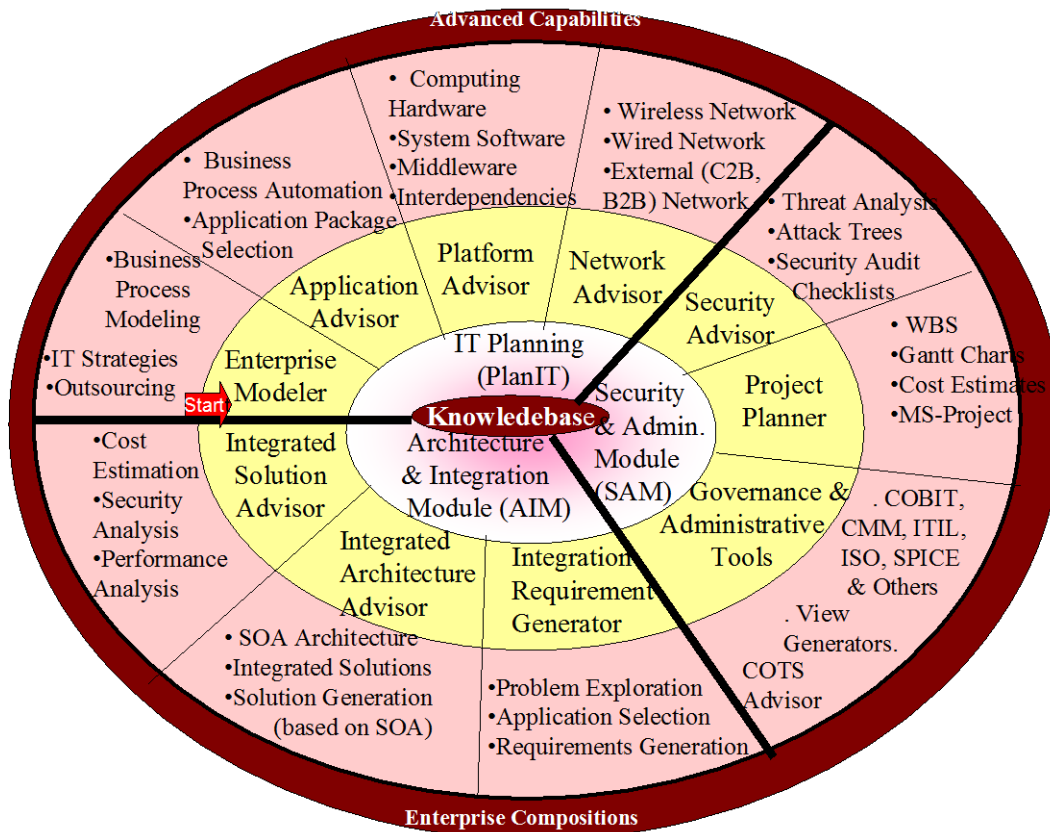 Advanced Capabilities
• Computing
Hardware
•System Software
•Middleware
•Interdependencies
• Wireless Network
•Wired Network
•External (C2B,
B2B) Network
• Business
Process Automation
•Application Package
Selection
• Threat Analysis
•Attack Trees
•Security Audit
Checklists
•Business
Process
Modeling
•IT Strategies
•Outsourcing
• WBS
•Gantt Charts
•Cost Estimates
•MS-Project
Application
Advisor
Platform
Advisor
Network
Advisor
Security
Advisor
Enterprise
Modeler
Project
Planner
Start
IT Planning
(PlanIT)
Knowledebase
Security
& Admin.
Module
(SAM)
Architecture
& Integration
Module (AIM)
Integrated
Solution
Advisor
Integrated
Architecture
Advisor
Integration
Requirement
Generator
Governance &
Administrative
Tools
•Cost
Estimation
•Security
Analysis
•Performance
Analysis
• SOA Architecture
•Integrated Solutions
•Solution Generation
(based on SOA)
•Problem Exploration
•Application Selection
•Requirements Generation
. COBIT,
CMM, ITIL,
ISO, SPICE
& Others
. View
Generators.
COTS
Advisor
Enterprise Compositions